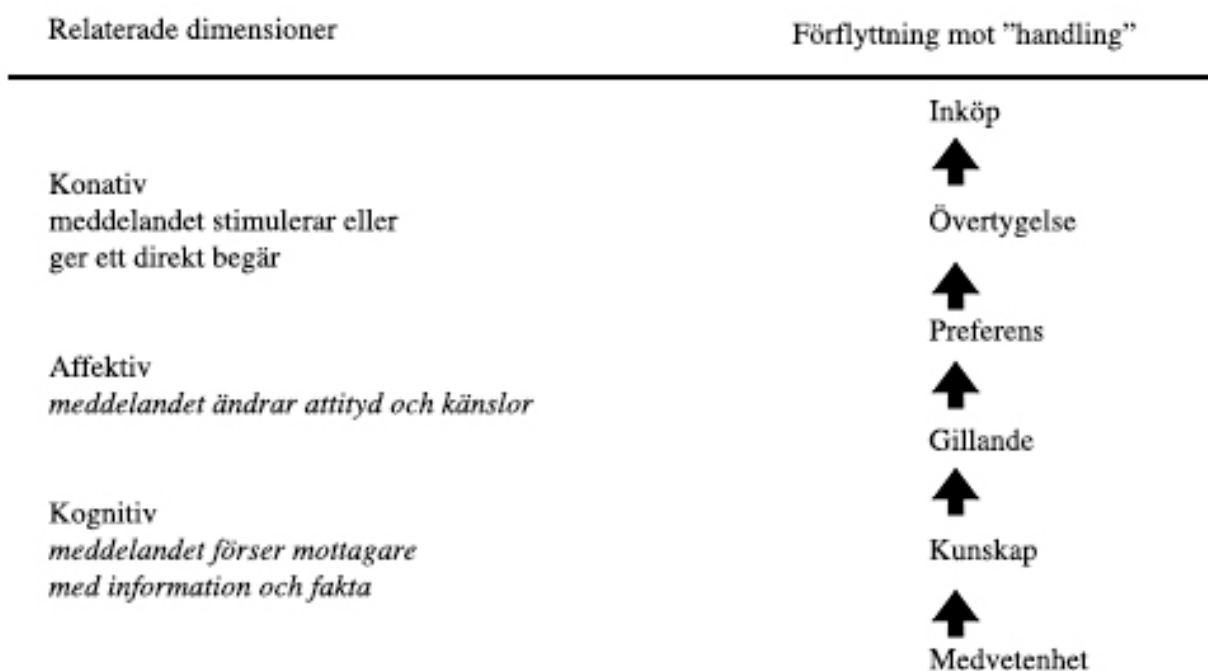 Relaterade dimensioner
Förflyttning mot ”handling”
Inköp
Konativ
meddelandet stimulerar eller
ger ett direkt begär
Övertygelse
Preferens
Affektiv
meddelandet ändrar attityd och känslor
Gillande
Kognitiv
meddelandet förser mottagare
med information och fakta
Kunskap
Medvetenhet